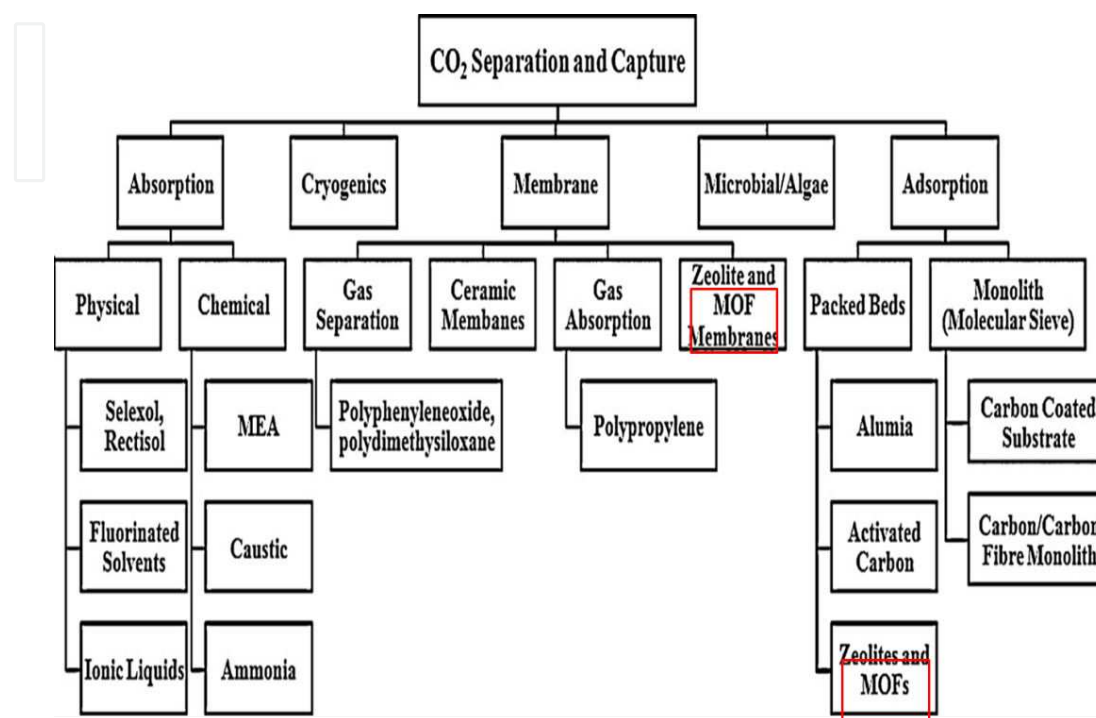 CO₂ Separation and Capture
Absorption
Cryogenics
Membrane
Microbial/Algae
Adsorption
Physical
Chemical
Gas
Separation
Ceramic
Membanes
Gas
Absorption
Zeolite and
MOF
Membranes
Packed Beds
Monolith
(Molecular Sieve)
Selexol,
Rectisol
MEA
Polyphenyleneoxide,
polydimethysiloxane
Polypropylene
Alumia
Carbon Coated
Substrate
Fluorinated
Solvents
Caustic
Activated
Carbon
Carbon/Carbon
Fibre Monolith
Ionic Liquids
Ammonia
Zeolites and
MOFs